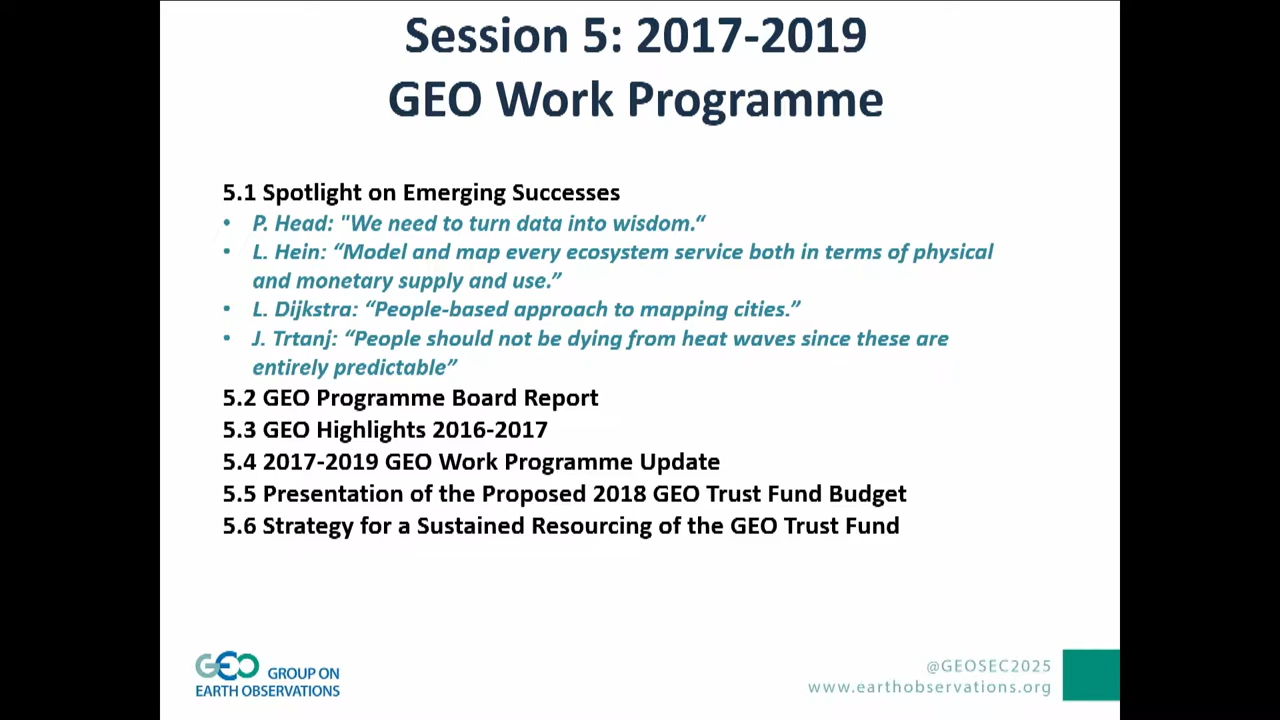 Session 5: 2017-2019
GEO Work Programme
5.1 Spotlight on Emerging Successes
• P. Head: "We need to turn data into wisdom.“
• L. Hein: “Model and map every ecosystem service both in terms of physical
and monetary supply and use.”
• L. Dijkstra: “People-based approach to mapping cities.”
• J. Trtanj: “People should not be dying from heat waves since these are
entirely predictable”
5.2 GEO Programme Board Report
5.3 GEO Highlights 2016-2017
5.4 2017-2019 GEO Work Programme Update
5.5 Presentation of the Proposed 2018 GEO Trust Fund Budget
5.6 Strategy for a Sustained Resourcing of the GEO Trust Fund
GEO GROUP ON
EARTH OBSERVATIONS
@GEOSEC2025
www.earthobservations.org